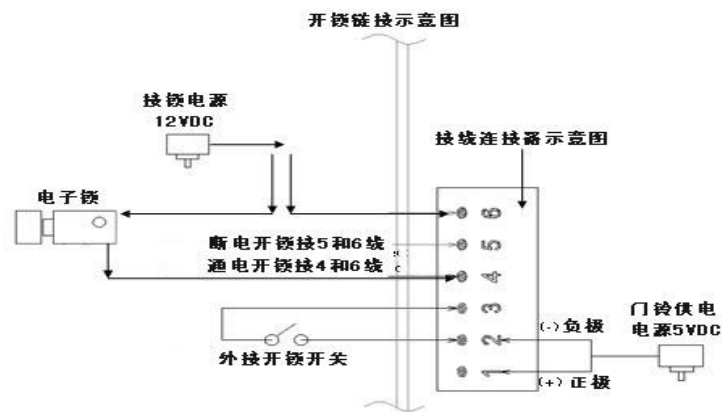 开锁链接示意图
接锁电源
12VDC
接线连接器示意图
电子锁
6
断电开锁接5和6线
5
通电开锁接4和6线
4
3
门铃供电
电源5VDC
(-)负极
2
外接开锁开关
1
(+)正极